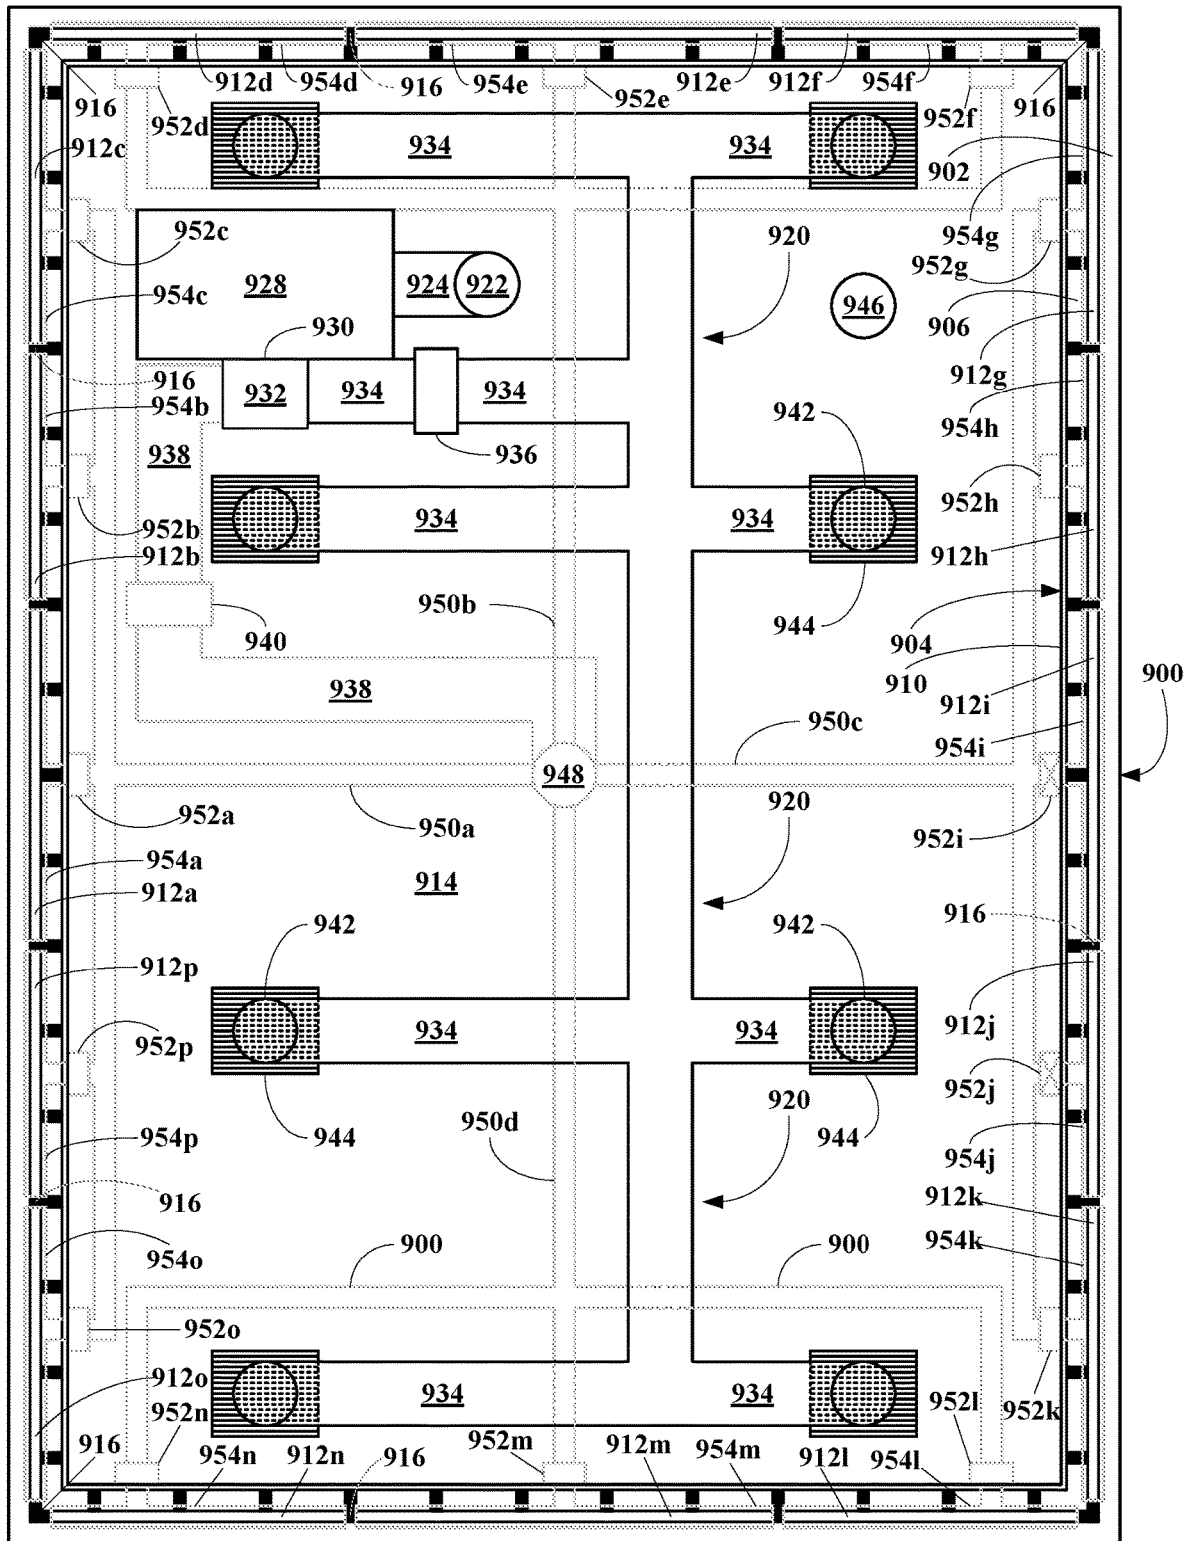 912d 954d 916 954e 952e 912e 912f 954f
916 952d 952f 916
912c 934 934 902
952c 920 954g
928 924 922 952g
954c 930 946 906
916 932 934 934 912g
954b 942 954h
938 936
952b 934 934 952h
912b 912h
950b 944
940 904
938 910 912i 900
950c 954i
948
952a 950a 920 952i
954a 914
912a 916
942 942
912p
952p 934 934 912j
920 952j
954p 944 950d 944 954j
916 912k
954o 900 900 954k
952o
912o 934 934 952l 952k
952n
916 954n 912n 916 952m 912m 954m 912l 954l